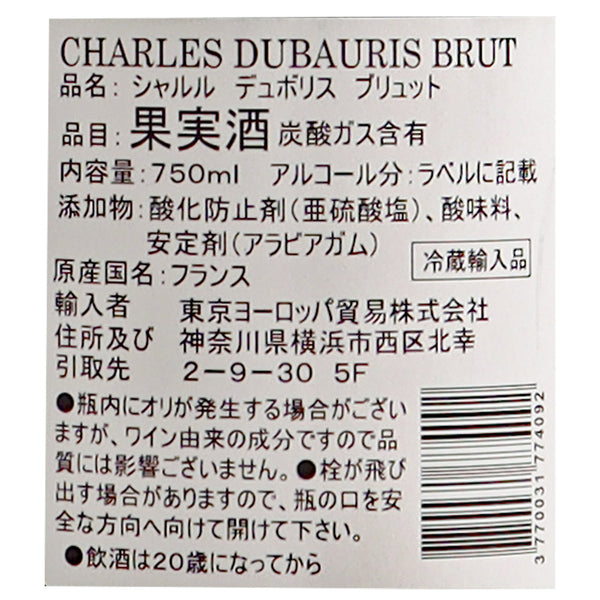 CHARLES DUBAURIS BRUT
品名：シャルル デュボリス ブリュット
品目：果実酒 炭酸ガス含有
内容量：750ml アルコール分：ラベルに記載
添加物：酸化防止剤（亜硫酸塩）、酸味料、
安定剤（アラビアガム）
冷蔵輸入品
原産国名：フランス
輸入者 東京ヨーロッパ貿易株式会社
住所及び 神奈川県横浜市西区北幸
引取先 2-9-30 5F
●瓶内にオリが発生する場合がござい
ますが、ワイン由来の成分ですので品
質には影響ございません。●栓が飛び
出す場合がありますので、瓶の口を安
全な方向へ向けて開けて下さい。
●飲酒は20歳になってから
3 770031 774092